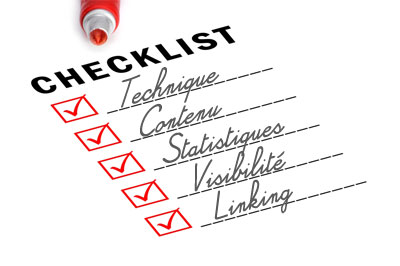 CHECKLIST
Technique
Contenu
Statistiques
Visibilité
Linking